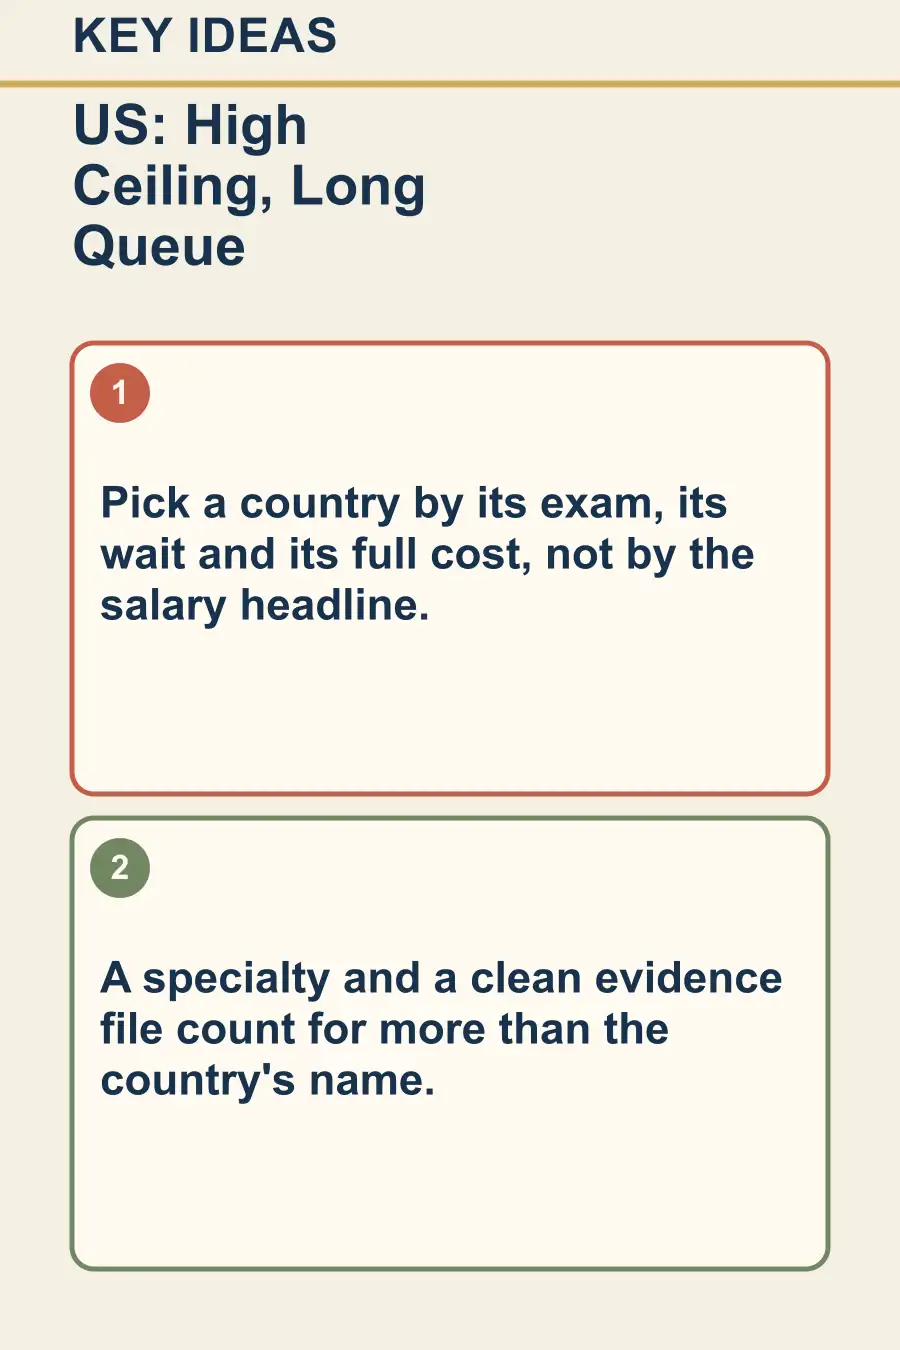 KEY IDEAS
US: High
Ceiling, Long
Queue
1
Pick a country by its exam, its
wait and its full cost, not by the
salary headline.
2
A specialty and a clean evidence
file count for more than the
country's name.